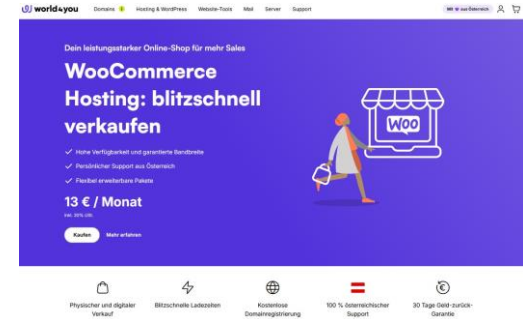 world4you
Domains
Hosting & WordPress
Website-Tools
Mail
Server
Support
Mit 💜 aus Österreich
Dein leistungsstarker Online-Shop für mehr Sales
WooCommerce
Hosting: blitzschnell
verkaufen
✓ Hohe Verfügbarkeit und garantierte Bandbreite
✓ Persönlicher Support aus Österreich
✓ Flexibel erweiterbare Pakete
13 € / Monat
inkl. 20% USt.
Kaufen
Mehr erfahren
WOO
Physischer und digitaler
Verkauf
Blitzschnelle Ladezeiten
Kostenlose
Domainregistrierung
100 % österreichischer
Support
30 Tage Geld-zurück-
Garantie